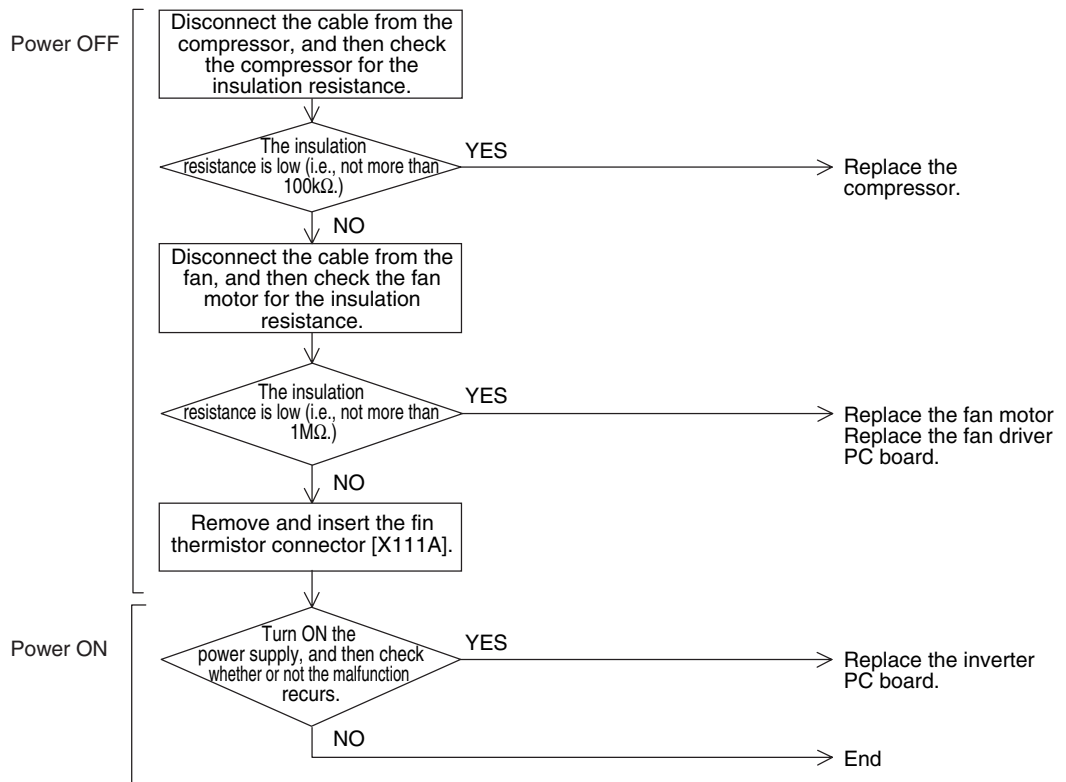 Power OFF
Disconnect the cable from the
compressor, and then check
the compressor for the
insulation resistance.
The insulation
resistance is low (i.e., not more than
100kΩ.)
YES
Replace the
compressor.
NO
Disconnect the cable from the
fan, and then check the fan
motor for the insulation
resistance.
The insulation
resistance is low (i.e., not more than
1MΩ.)
YES
Replace the fan motor
Replace the fan driver
PC board.
NO
Remove and insert the fin
thermistor connector [X111A].
Power ON
Turn ON the
power supply, and then check
whether or not the malfunction
recurs.
YES
Replace the inverter
PC board.
NO
End